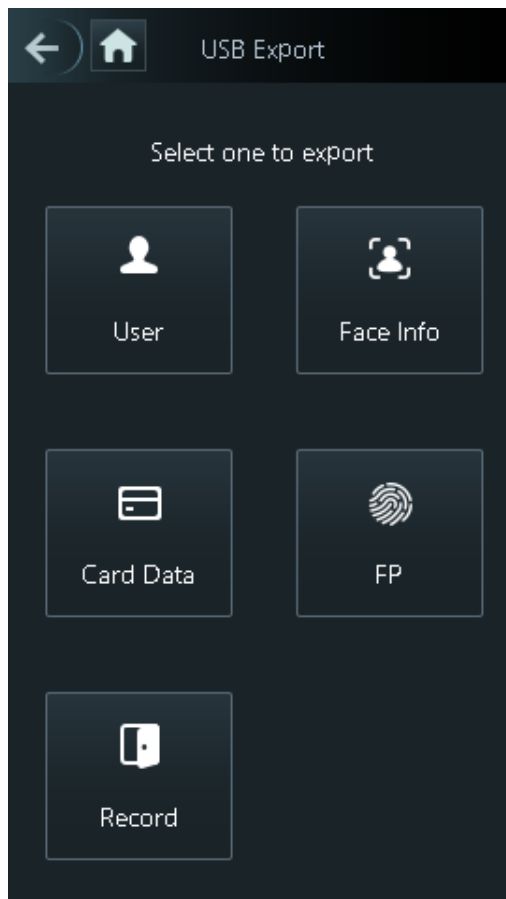 USB Export
Select one to export
User
Face Info
Card Data
FP
Record